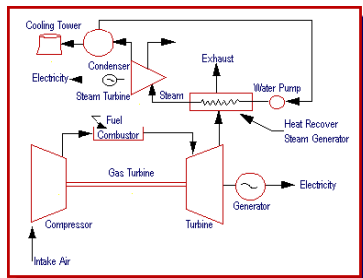 Cooling Tower
Condenser
Exhaust
Electricity
Water Pump
Steam Turbine
Steam
Fuel
Combustor
Heat Recover
Steam Generator
Gas Turbine
Compressor
Turbine
Generator
Electricity
Intake Air